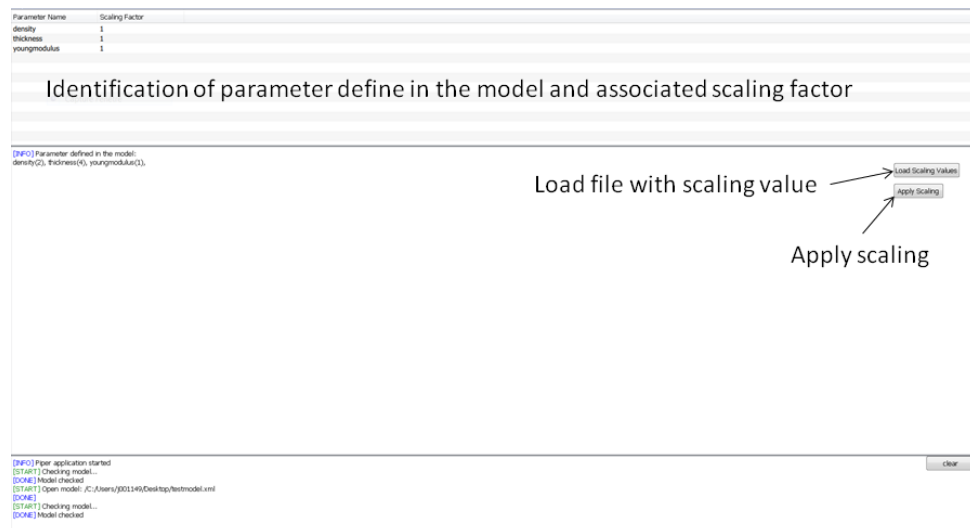 Parameter Name Scaling Factor
density 1
thickness 1
youngmodulus 1
Identification of parameter define in the model and associated scaling factor
[INFO] Parameter defined in the model:
density(2), thickness(4), youngmodulus(1),
Load Scaling Values
Load file with scaling value
Apply Scaling
Apply scaling
[INFO] Piper application started
clear
[START] Checking model...
[DONE] Model checked
[START] Open model: /C:/Users/j001149/Desktop/testmodel.xml
[DONE]
[START] Checking model...
[DONE] Model checked